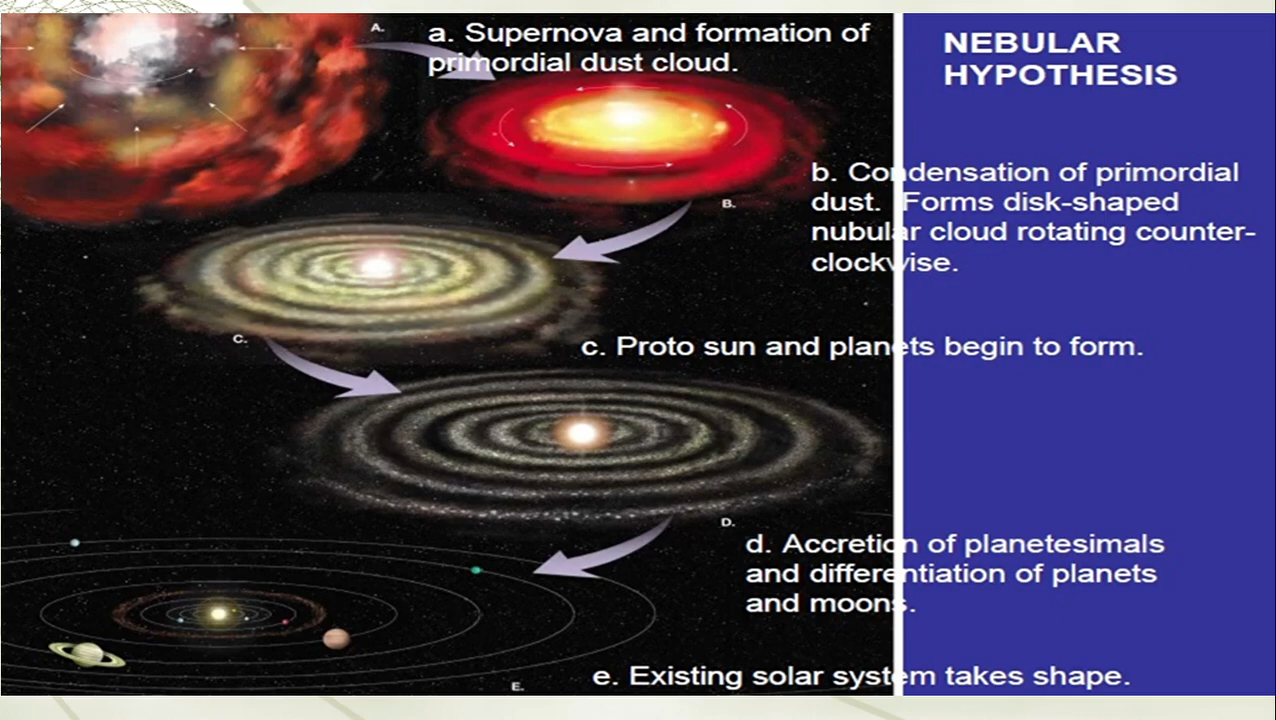 A.
a. Supernova and formation of
primordial dust cloud.
NEBULAR
HYPOTHESIS
b. Condensation of primordial
dust. Forms disk-shaped
nubular cloud rotating counter-
clockwise.
B.
C.
c. Proto sun and planets begin to form.
D.
d. Accretion of planetesimals
and differentiation of planets
and moons.
e. Existing solar system takes shape.
E.